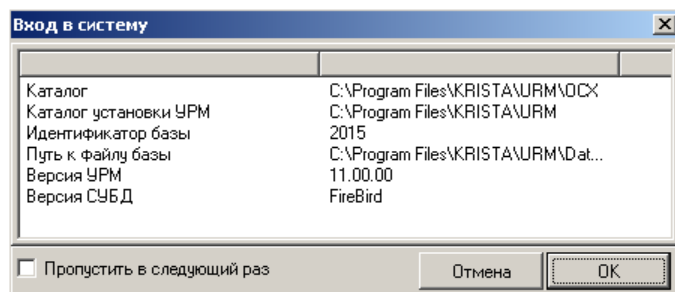 Вход в систему
Каталог C:\Program Files\KRISTA\URM\OCX
Каталог установки УРМ C:\Program Files\KRISTA\URM
Идентификатор базы 2015
Путь к файлу базы C:\Program Files\KRISTA\URM\Dat...
Версия УРМ 11.00.00
Версия СУБД FireBird
Пропустить в следующий раз Отмена OK